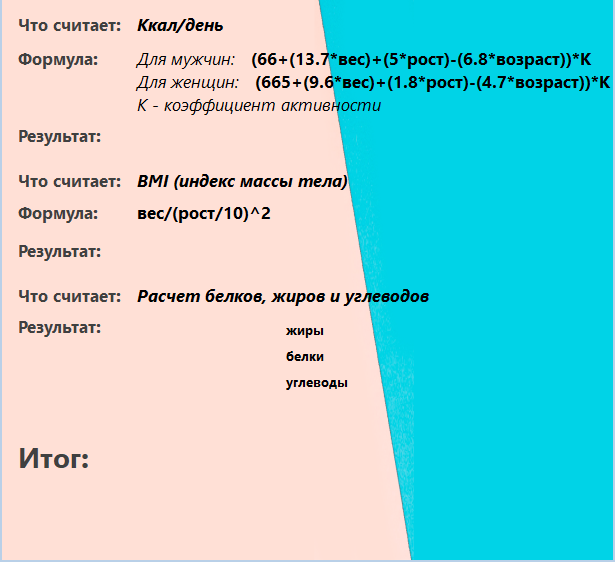 Что считает: Ккал/день
Формула: Для мужчин: (66+(13.7*вес)+(5*рост)-(6.8*возраст))*К
Для женщин: (665+(9.6*вес)+(1.8*рост)-(4.7*возраст))*К
К - коэффициент активности
Результат:
Что считает: BMI (индекс массы тела)
Формула: вес/(рост/10)^2
Результат:
Что считает: Расчет белков, жиров и углеводов
Результат:
жиры
белки
углеводы
Итог: